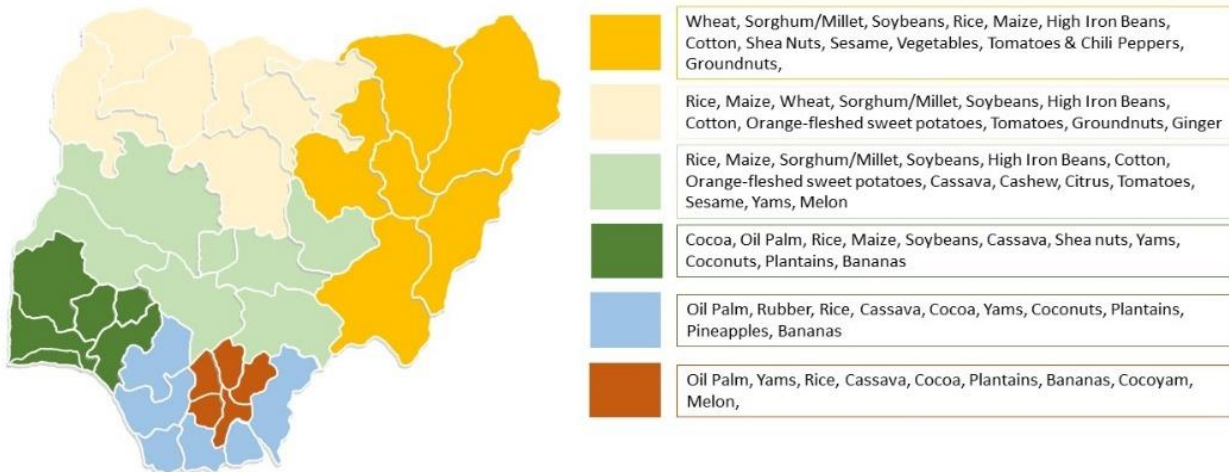 Wheat, Sorghum/Millet, Soybeans, Rice, Maize, High Iron Beans,
Cotton, Shea Nuts, Sesame, Vegetables, Tomatoes & Chili Peppers,
Groundnuts,
Rice, Maize, Wheat, Sorghum/Millet, Soybeans, High Iron Beans,
Cotton, Orange-fleshed sweet potatoes, Tomatoes, Groundnuts, Ginger
Rice, Maize, Sorghum/Millet, Soybeans, High Iron Beans, Cotton,
Orange-fleshed sweet potatoes, Cassava, Cashew, Citrus, Tomatoes,
Sesame, Yams, Melon
Cocoa, Oil Palm, Rice, Maize, Soybeans, Cassava, Shea nuts, Yams,
Coconuts, Plantains, Bananas
Oil Palm, Rubber, Rice, Cassava, Cocoa, Yams, Coconuts, Plantains,
Pineapples, Bananas
Oil Palm, Yams, Rice, Cassava, Cocoa, Plantains, Bananas, Cocoyam,
Melon,